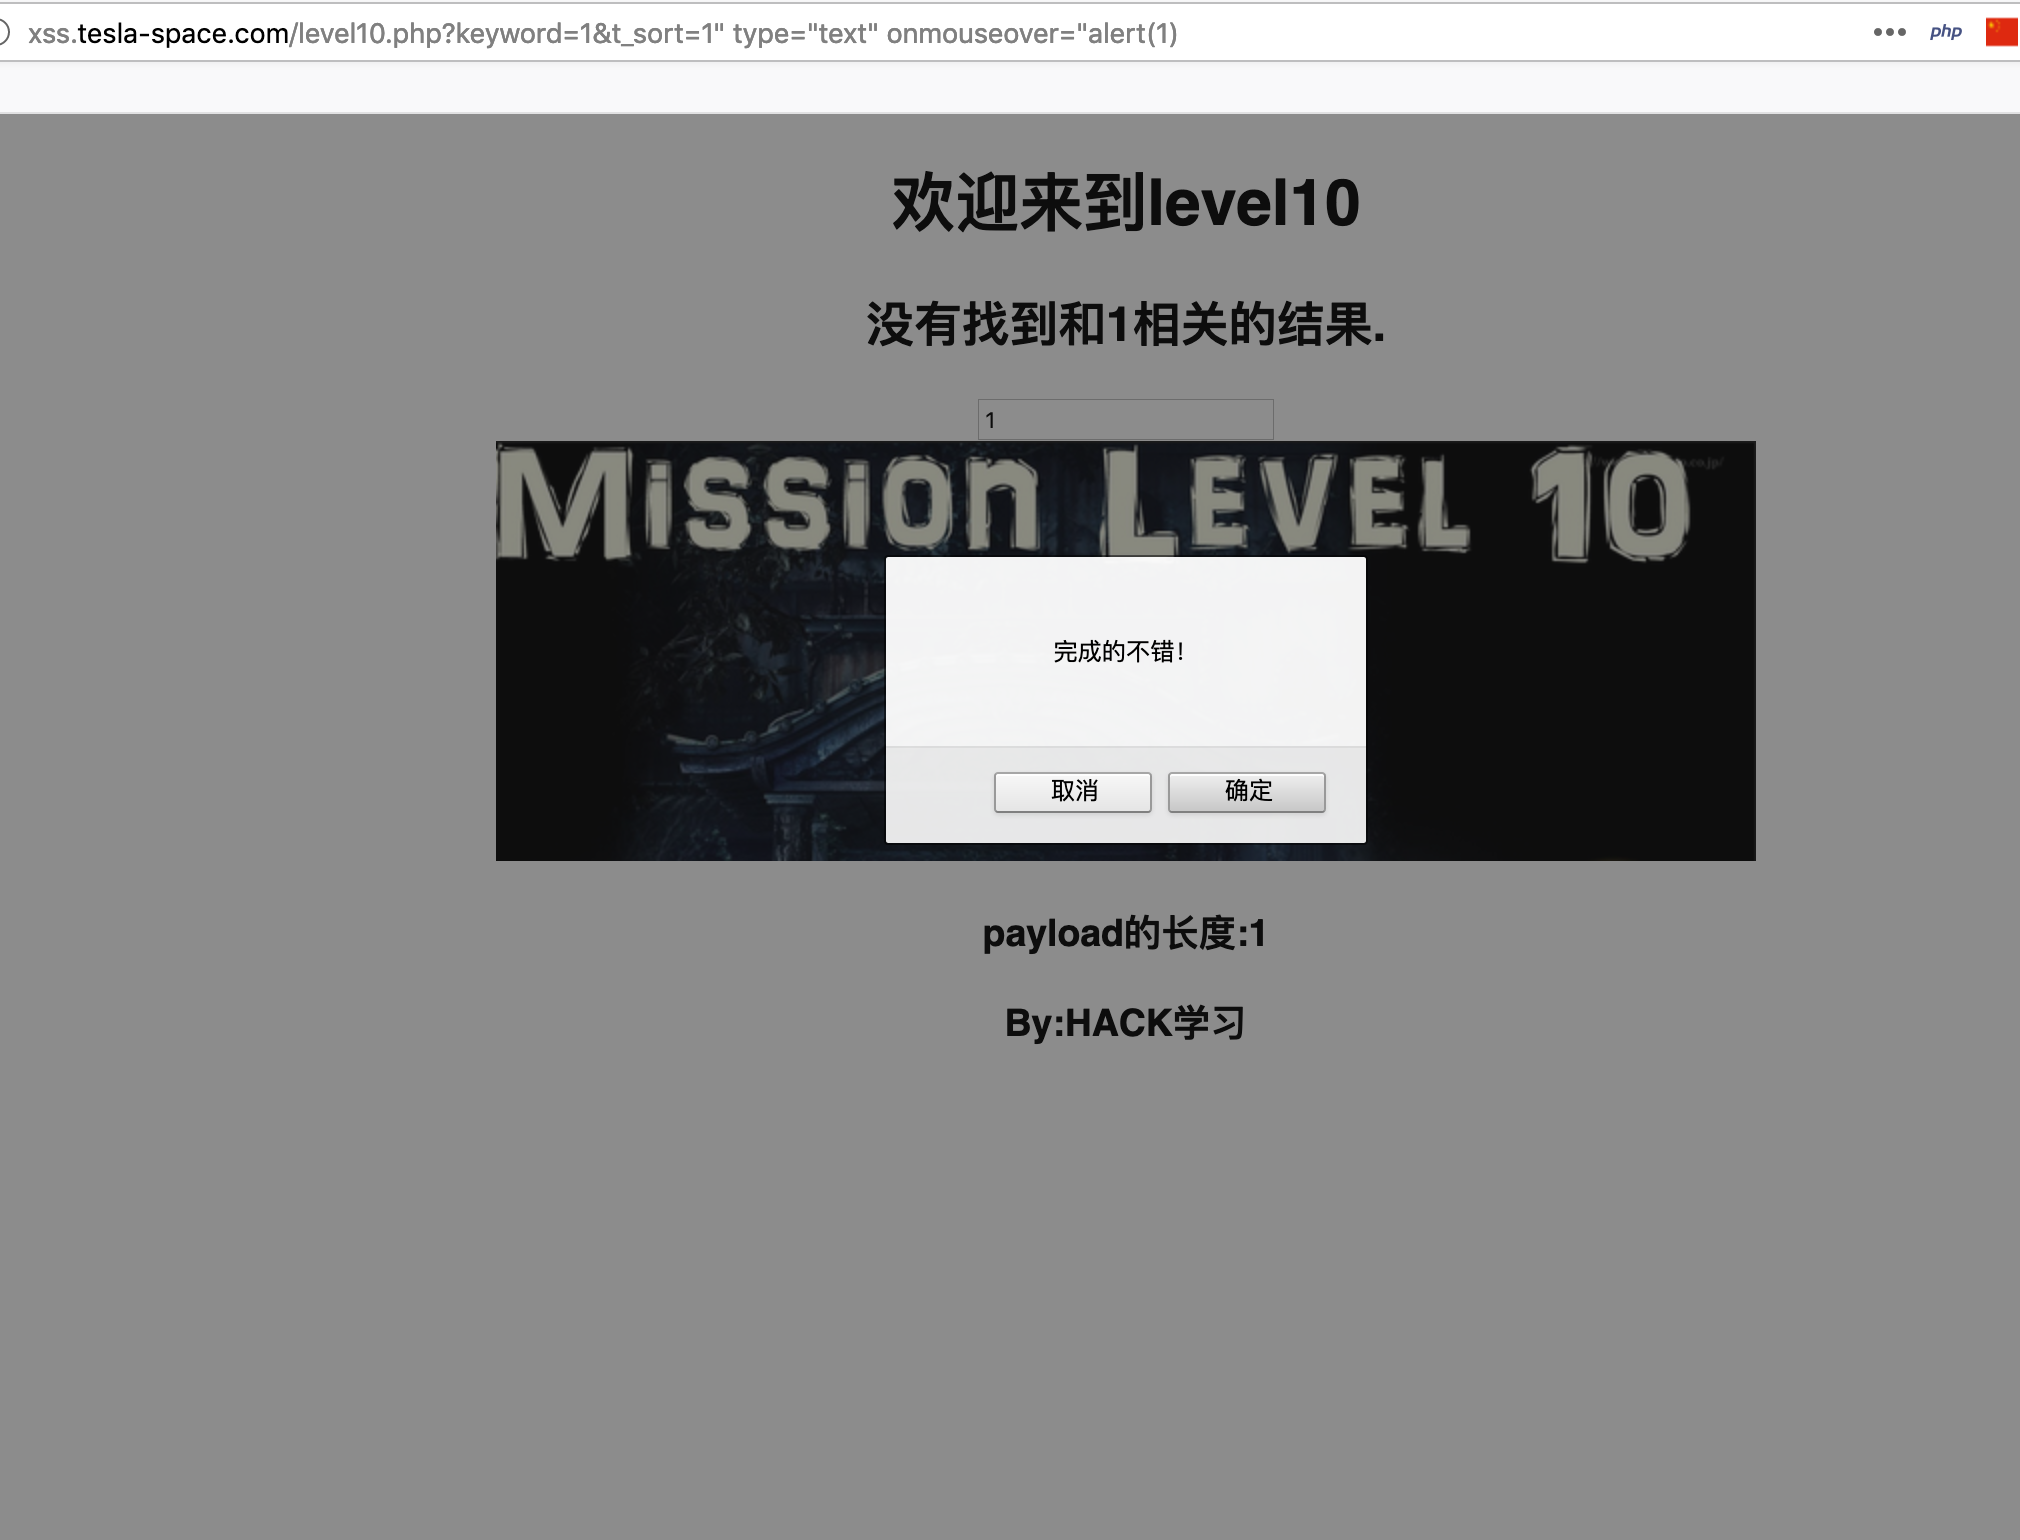 xss.tesla-space.com/level10.php?keyword=1&t_sort=1" type="text" onmouseover="alert(1)
php
欢迎来到level10
没有找到和1相关的结果.
1
Mission Level 10
完成的不错！
取消 确定
payload的长度:1
By:HACK学习